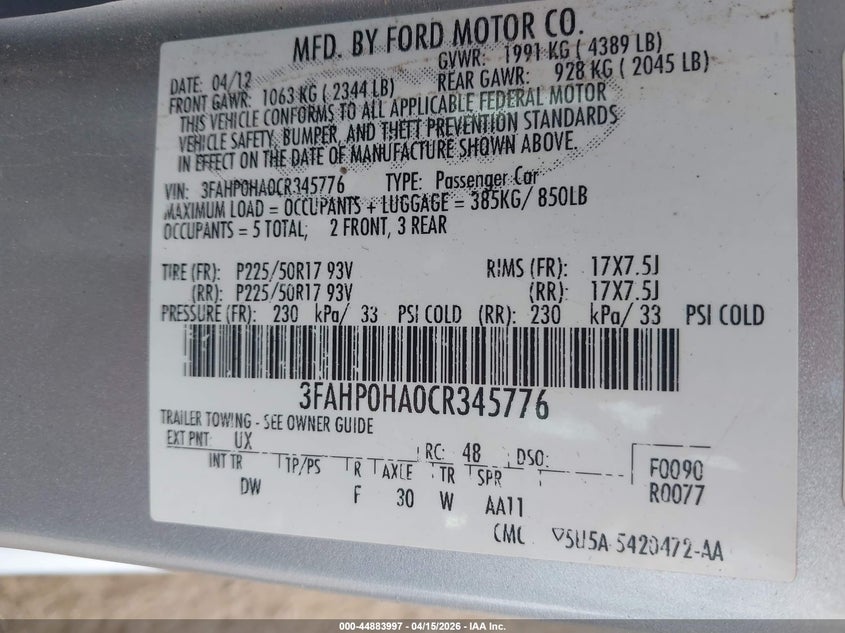 MFD. BY FORD MOTOR CO.
DATE: 04/12 GVWR: 1991 KG ( 4389 LB)
FRONT GAWR: 1063 KG ( 2344 LB) REAR GAWR: 928 KG ( 2045 LB)
THIS VEHICLE CONFORMS TO ALL APPLICABLE FEDERAL MOTOR
VEHICLE SAFETY, BUMPER, AND THEFT PREVENTION STANDARDS
IN EFFECT ON THE DATE OF MANUFACTURE SHOWN ABOVE.
VIN: 3FAHP0HA0CR345776 TYPE: Passenger Car
MAXIMUM LOAD = OCCUPANTS + LUGGAGE = 385KG/ 850LB
OCCUPANTS = 5 TOTAL; 2 FRONT, 3 REAR
TIRE (FR): P225/50R17 93V RIMS (FR): 17X7.5J
(RR): P225/50R17 93V (RR): 17X7.5J
PRESSURE (FR): 230 kPa/ 33 PSI COLD (RR): 230 kPa/ 33 PSI COLD
3FAHP0HA0CR345776
TRAILER TOWING - SEE OWNER GUIDE
EXT PNT: UX RC: 48 DSO: F0090
INT TR TP/PS R AXLE TR SPR R0077
DW F 30 W AA11
CMC 5U5A-5420472-AA
000-44883997 - 04/15/2026 - IAA Inc.